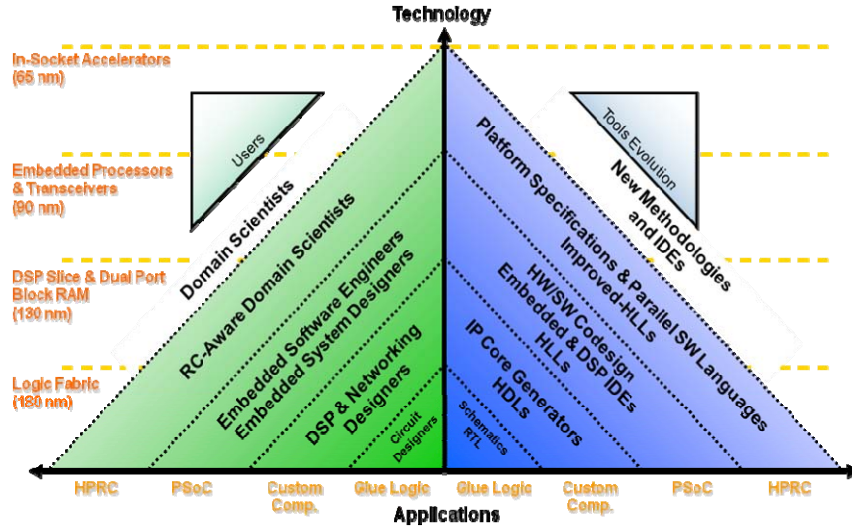 Technology
In-Socket Accelerators
(65 nm)
Embedded Processors
& Transceivers
(90 nm)
DSP Slice & Dual Port
Block RAM
(130 nm)
Logic Fabric
(180 nm)
Users
Domain Scientists
RC-Aware Domain Scientists
Embedded Software Engineers
Embedded System Designers
DSP & Networking
Designers
Circuit
Designers
Tools Evolution
New Methodologies
and IDEs
Platform Specifications & Parallel SW Languages
Improved-HLLs
HW/SW Codesign
Embedded & DSP IDEs
HLLs
IP Core Generators
HDLs
Schematics
RTL
HPRC
PSoC
Custom
Comp.
Glue Logic
Glue Logic
Custom
Comp.
PSoC
HPRC
Applications